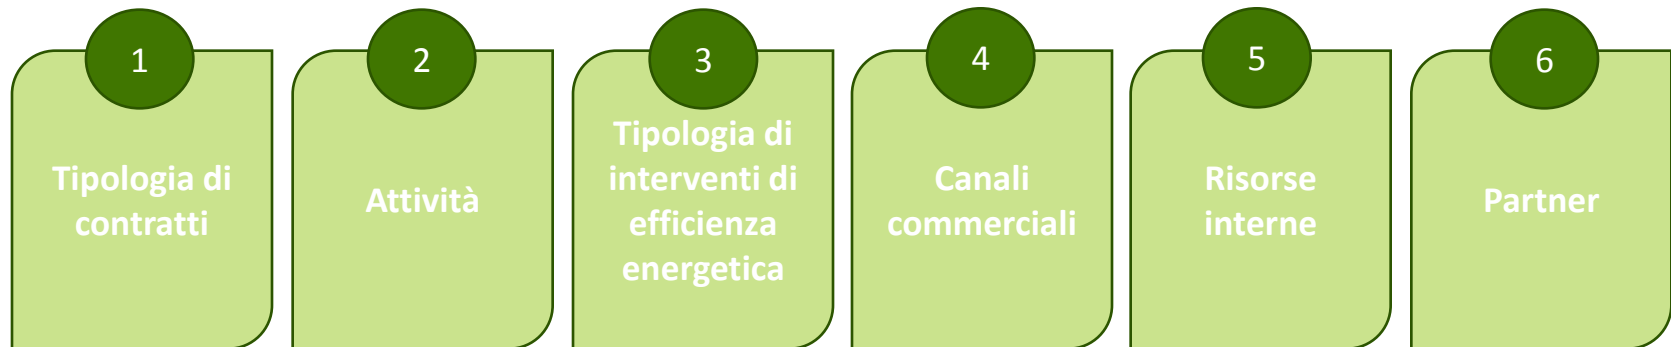 1
Tipologia di
contratti
2
Attività
3
Tipologia di
interventi di
efficienza
energetica
4
Canali
commerciali
5
Risorse
interne
6
Partner